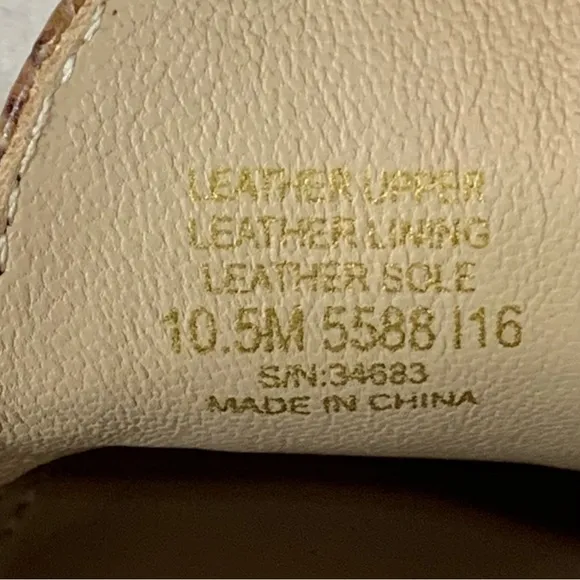 LEATHER UPPER
LEATHER LINING
LEATHER SOLE
10.5M 5588 I16
S/N:34683
MADE IN CHINA